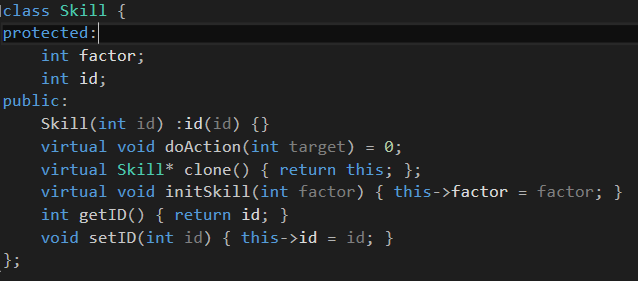 class Skill {
protected:
    int factor;
    int id;
public:
    Skill(int id) :id(id) {}
    virtual void doAction(int target) = 0;
    virtual Skill* clone() { return this; };
    virtual void initSkill(int factor) { this->factor = factor; }
    int getID() { return id; }
    void setID(int id) { this->id = id; }
};